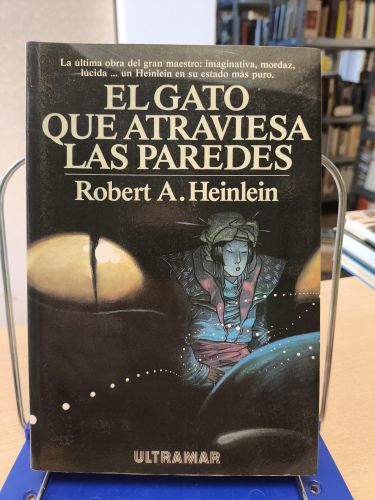 La última obra del gran maestro: imaginativa, mordaz,
lúcida ... un Heinlein en su estado más puro.
EL GATO
QUE ATRAVIESA
LAS PAREDES
Robert A. Heinlein
ULTRAMAR